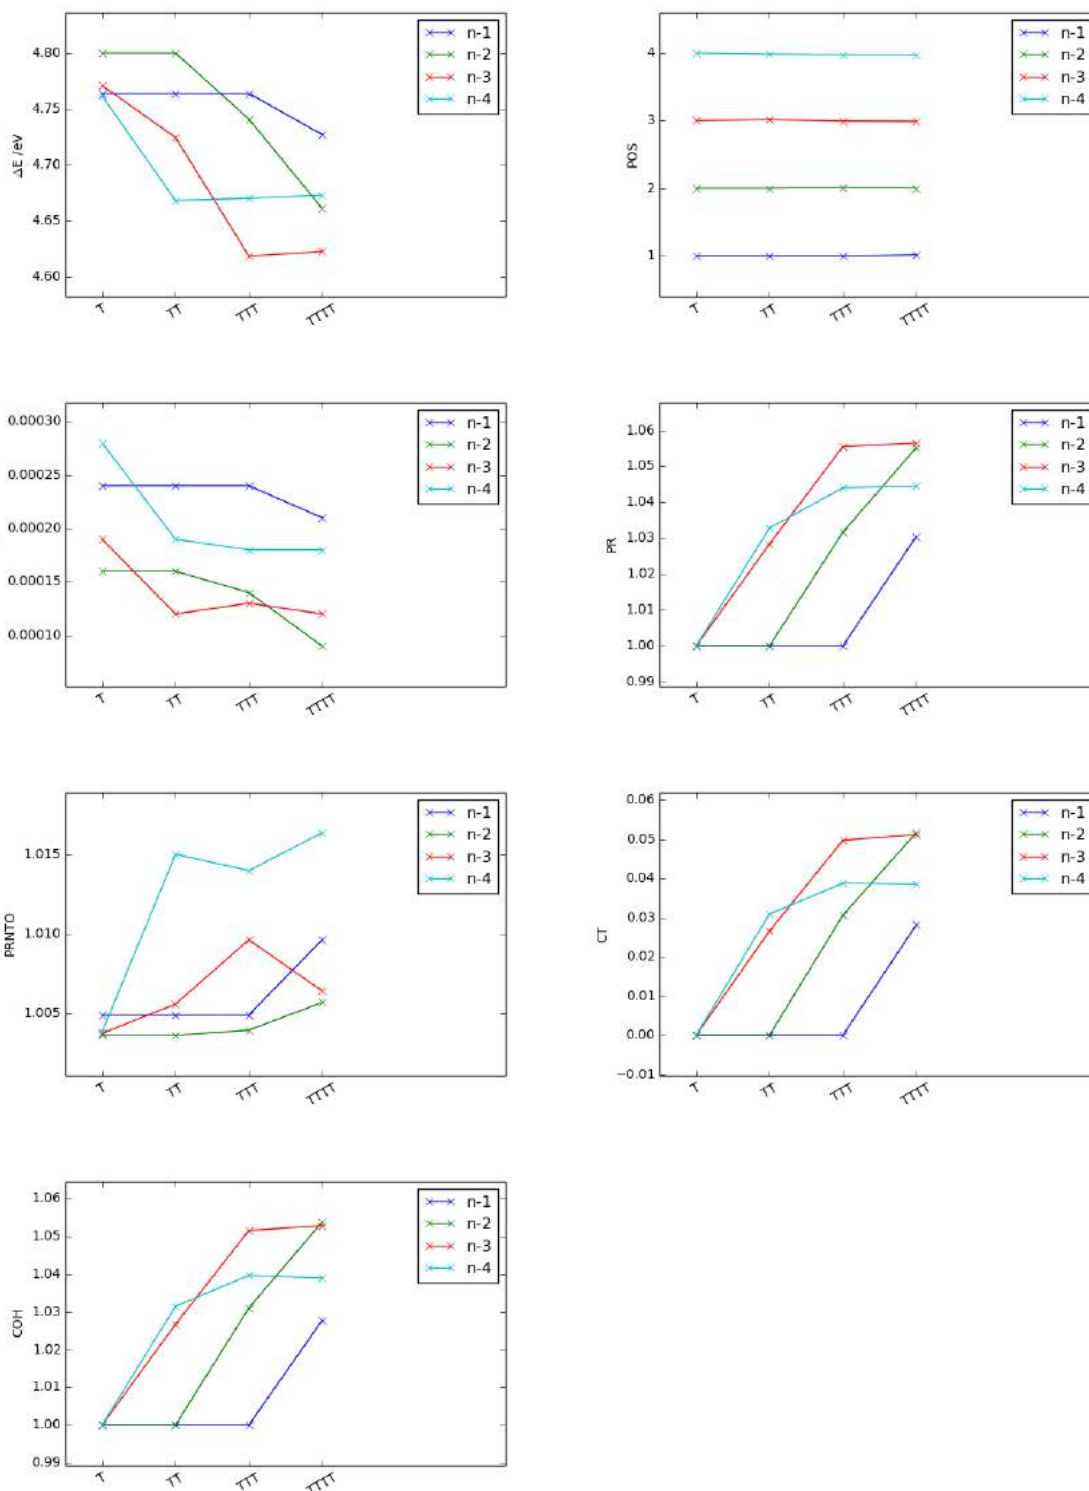 4.80
4.75
4.70
4.65
4.60
ΔE /eV
T
TT
TTT
TTTT
n-1
n-2
n-3
n-4
4
3
2
1
POS
T
TT
TTT
TTTT
n-1
n-2
n-3
n-4
0.00030
0.00025
0.00020
0.00015
0.00010
T
TT
TTT
TTTT
n-1
n-2
n-3
n-4
1.06
1.05
1.04
1.03
1.02
1.01
1.00
0.99
PR
T
TT
TTT
TTTT
n-1
n-2
n-3
n-4
1.015
1.010
1.005
PRNTO
T
TT
TTT
TTTT
n-1
n-2
n-3
n-4
0.06
0.05
0.04
0.03
0.02
0.01
0.00
−0.01
CT
T
TT
TTT
TTTT
n-1
n-2
n-3
n-4
1.06
1.05
1.04
1.03
1.02
1.01
1.00
0.99
COH
T
TT
TTT
TTTT
n-1
n-2
n-3
n-4